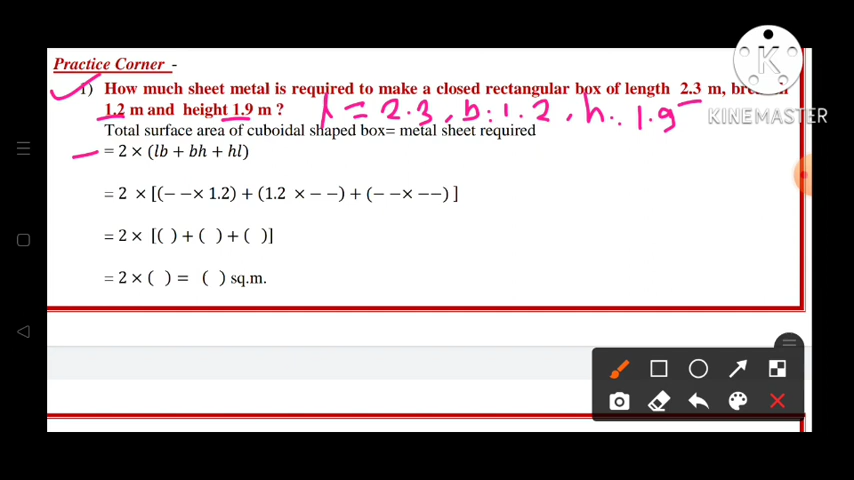 Practice Corner -
1) How much sheet metal is required to make a closed rectangular box of length 2.3 m,
1.2 m and height 1.9 m ?
l = 2.3, b: 1.2, h. 1.9
Total surface area of cuboidal shaped box= metal sheet required
= 2 × (lb + bh + hl)
= 2 × [(− −× 1.2) + (1.2 × − −) + (− −× −−) ]
= 2 × [( ) + ( ) + ( )]
= 2 × ( ) = ( ) sq.m.
K
KINEMASTER